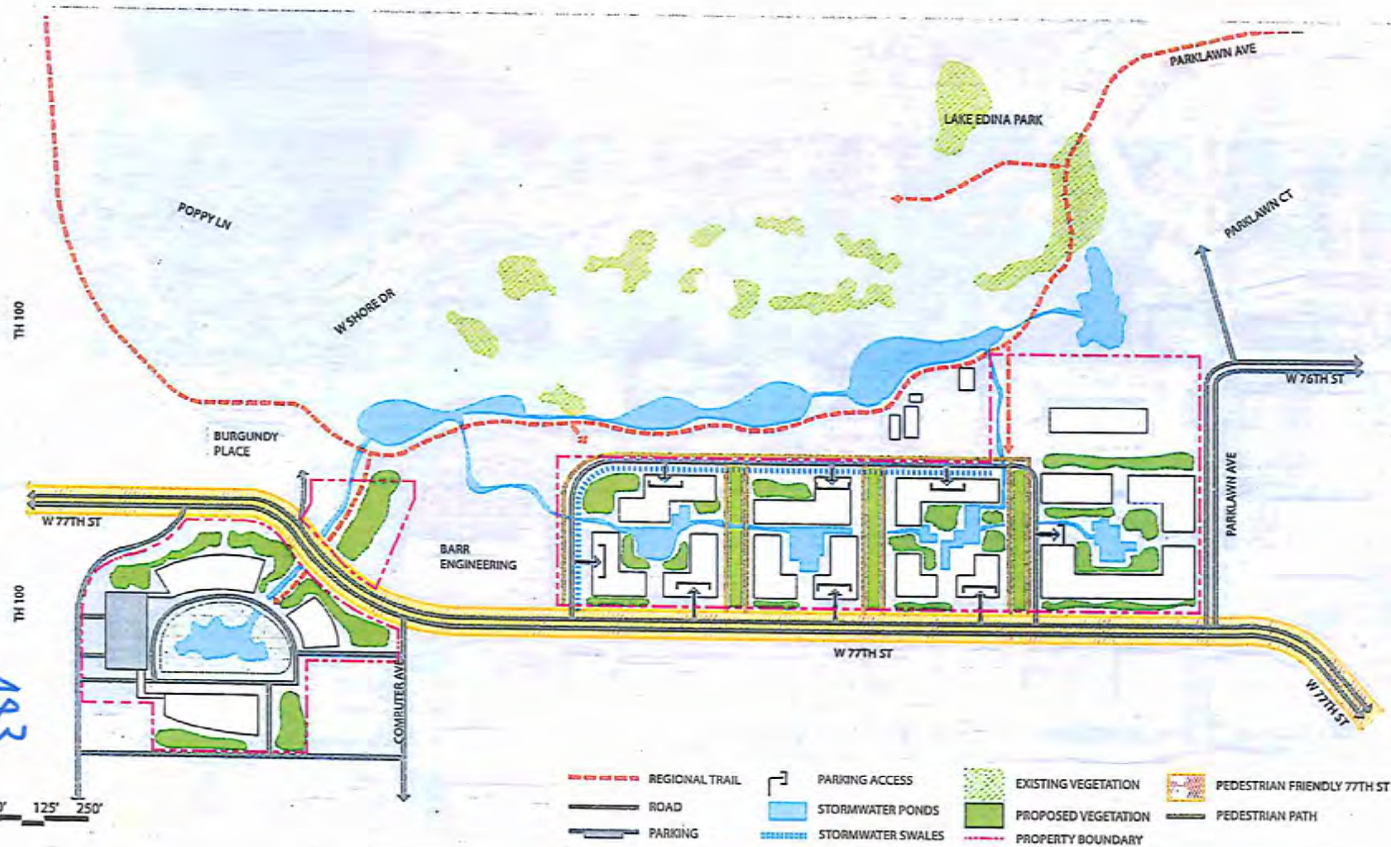 PARKLAWN AVE
LAKE EDINA PARK
POPPY LN
PARKLAWN CT
TH 100
W SHORE DR
W 76TH ST
BURGUNDY
PLACE
PARKLAWN AVE
W 77TH ST
BARR
ENGINEERING
TH 100
W 77TH ST
COMPUTER AVE
W 77TH ST
193
125' 250'
REGIONAL TRAIL
ROAD
PARKING
PARKING ACCESS
STORMWATER PONDS
STORMWATER SWALES
EXISTING VEGETATION
PROPOSED VEGETATION
PROPERTY BOUNDARY
PEDESTRIAN FRIENDLY 77TH ST
PEDESTRIAN PATH